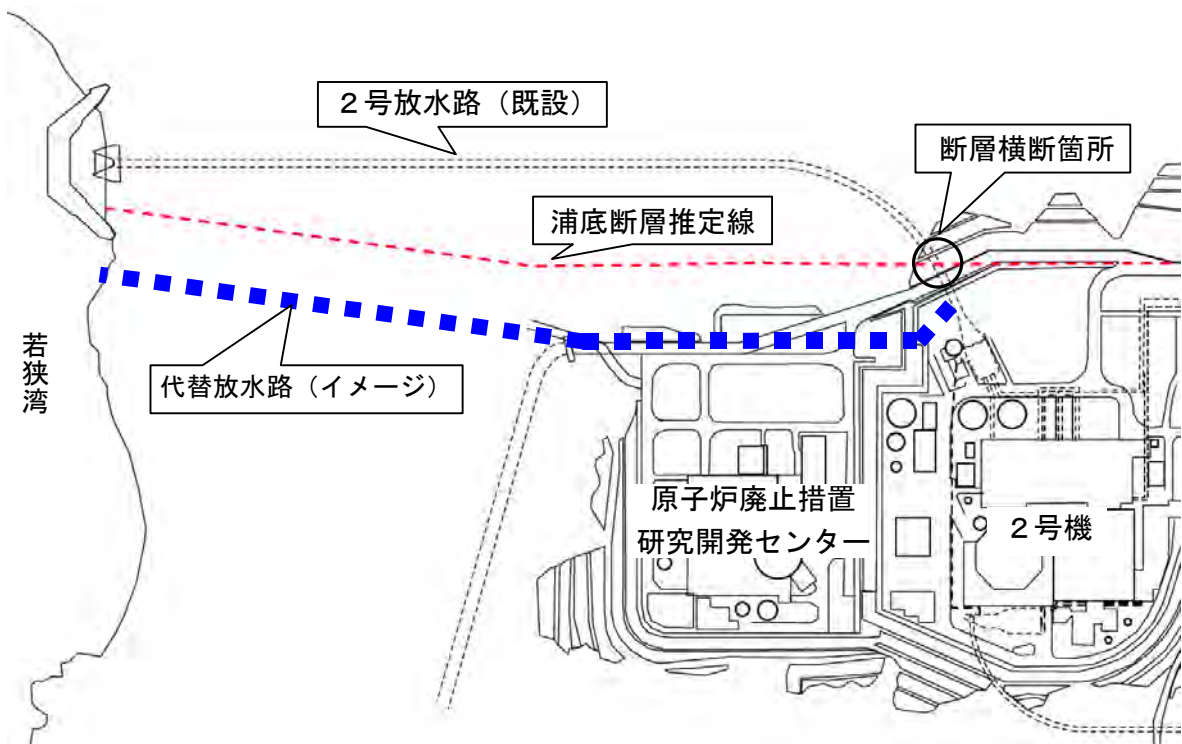 ２号放水路（既設）
断層横断箇所
浦底断層推定線
若狭湾
代替放水路（イメージ）
原子炉廃止措置
研究開発センター
２号機